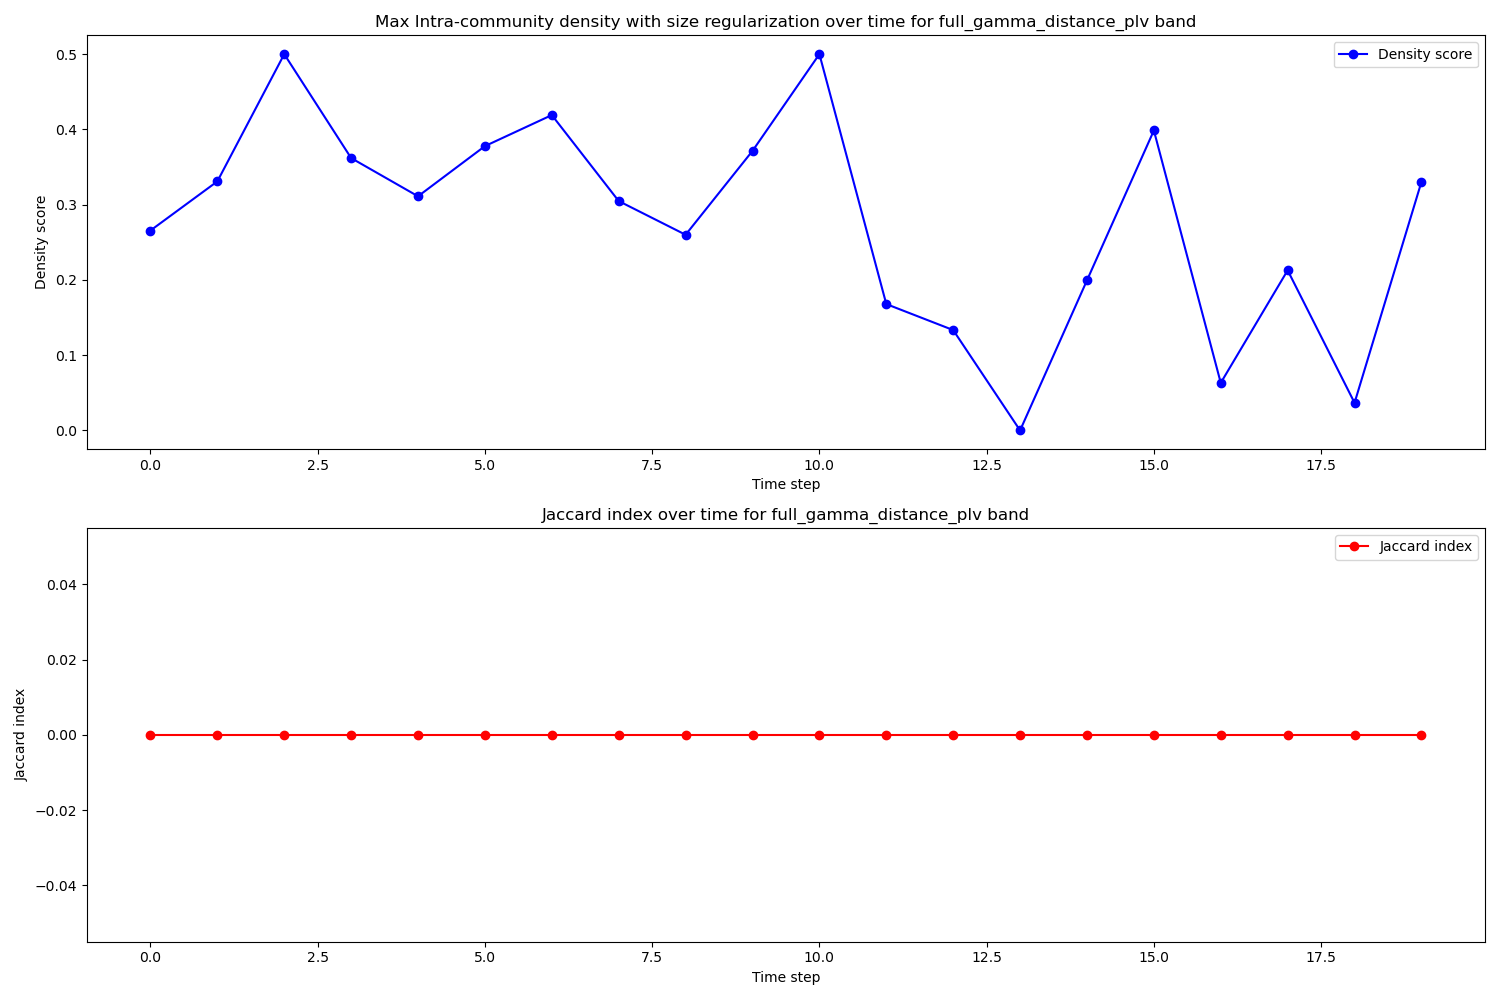 Max Intra-community density with size regularization over time for full_gamma_distance_plv band
Density score
0.5
0.4
0.3
0.2
0.1
0.0
Density score
0.0 2.5 5.0 7.5 10.0 12.5 15.0 17.5
Time step
Jaccard index over time for full_gamma_distance_plv band
Jaccard index
0.04
0.02
0.00
−0.02
−0.04
Jaccard index
0.0 2.5 5.0 7.5 10.0 12.5 15.0 17.5
Time step